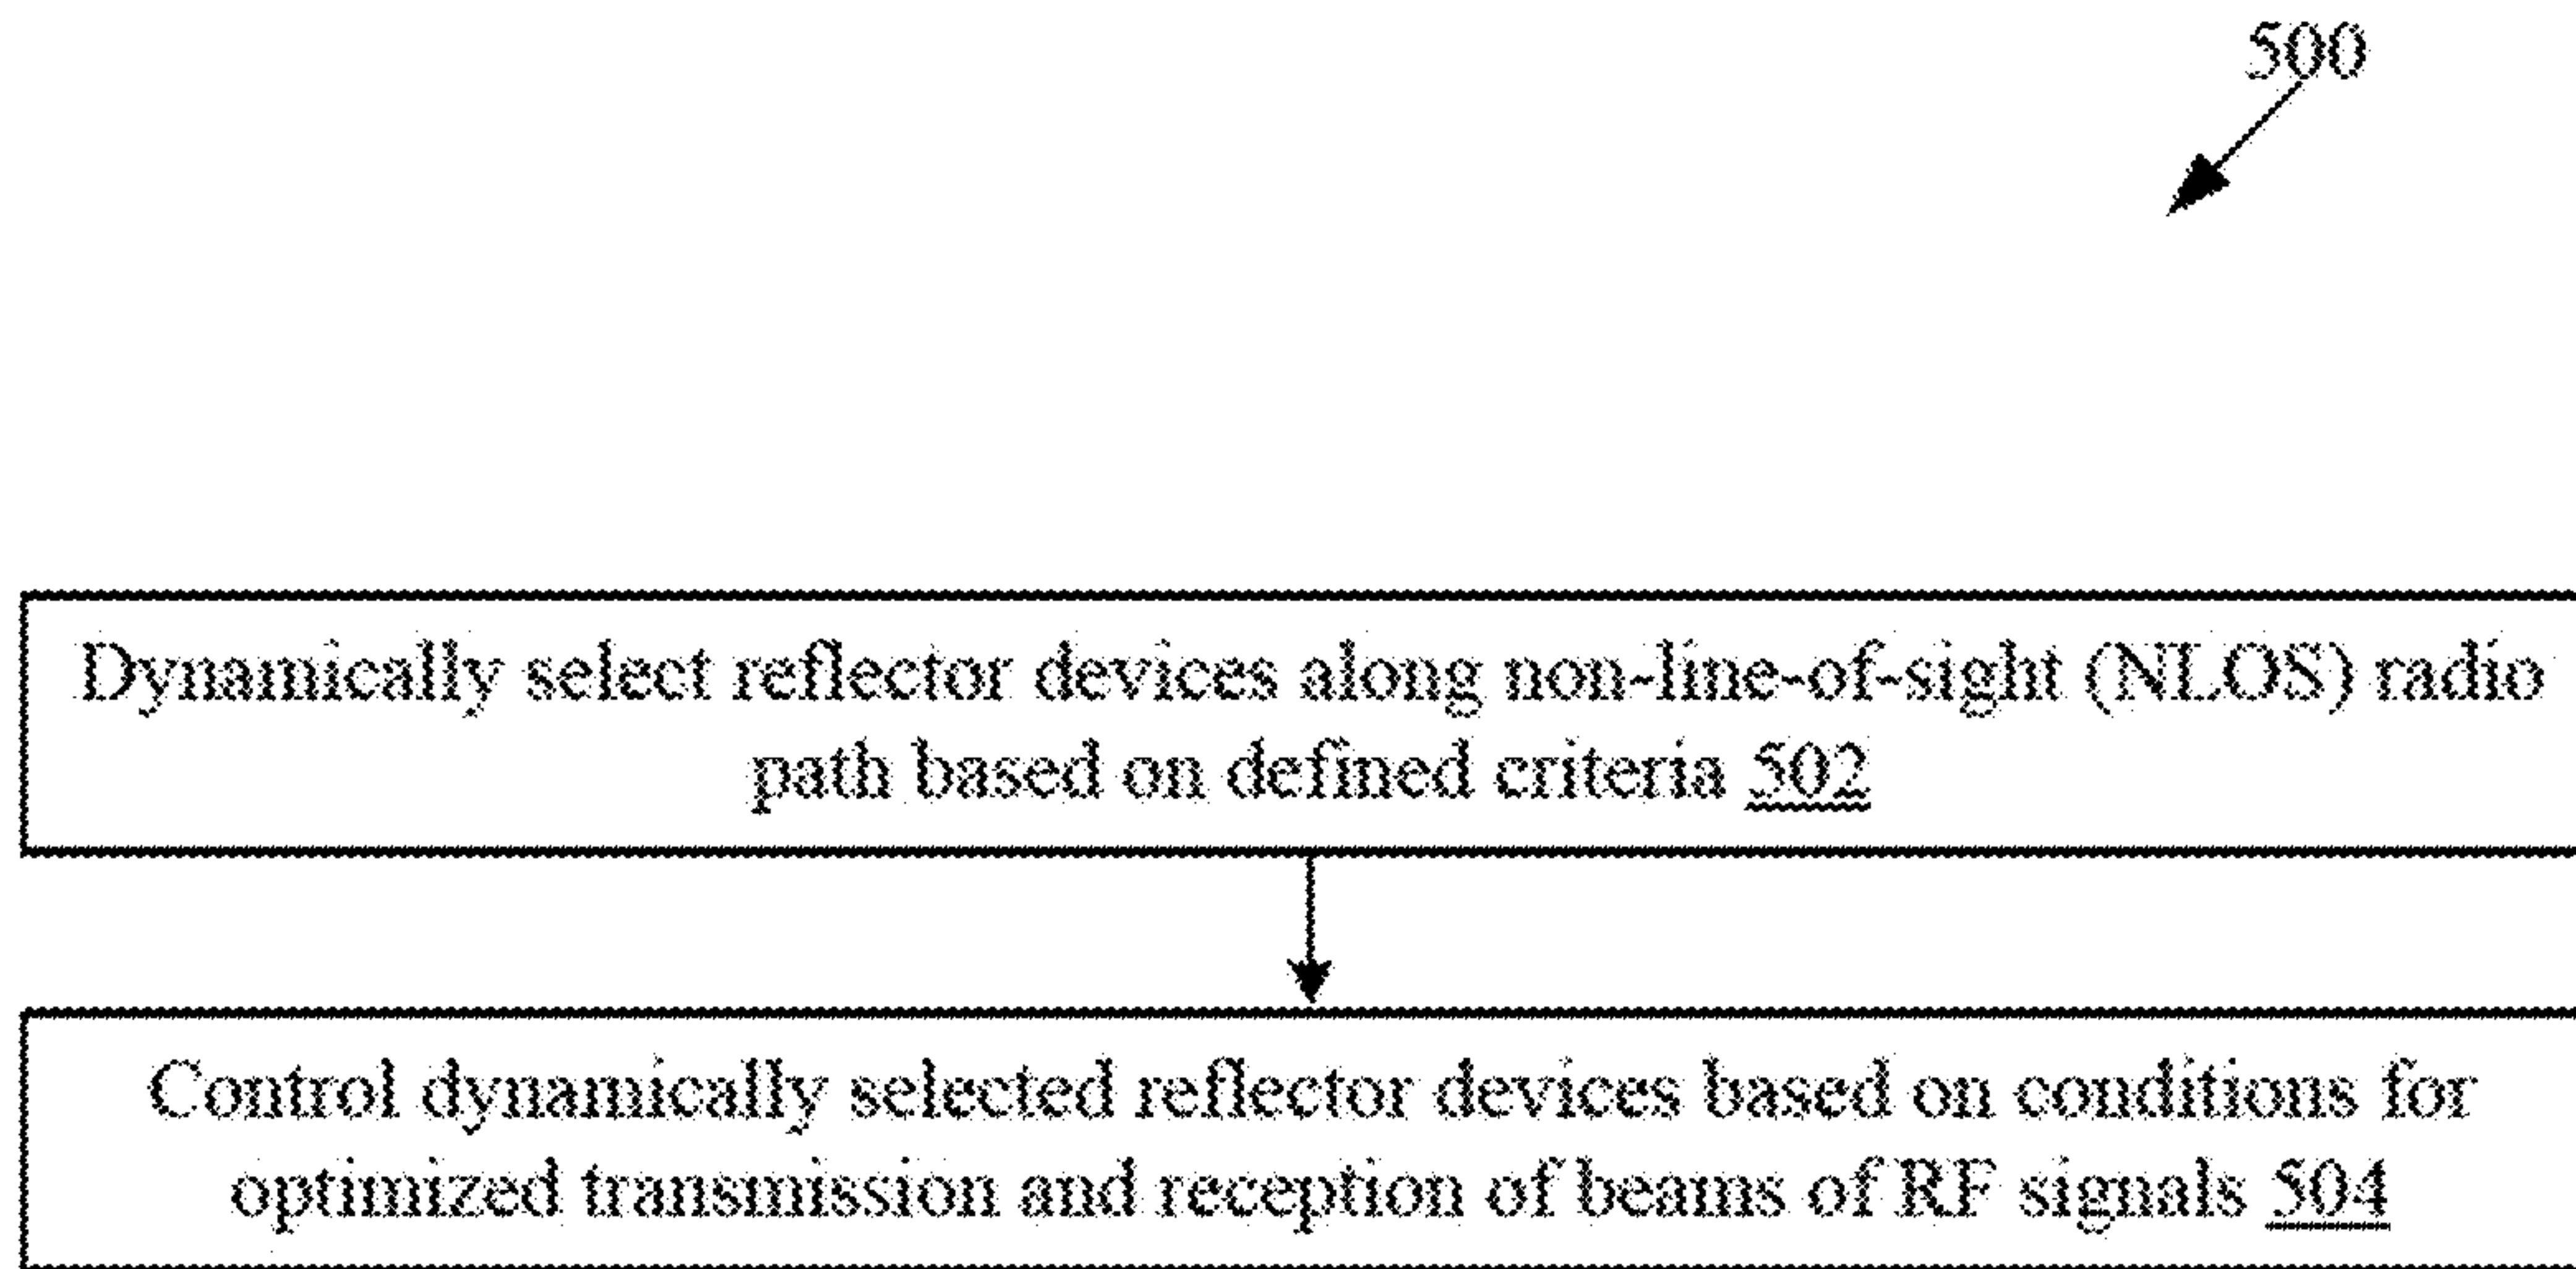 500
Dynamically select reflector devices along non-line-of-sight (NLOS) radio
path based on defined criteria 502
Control dynamically selected reflector devices based on conditions for
optimized transmission and reception of beams of RF signals 504